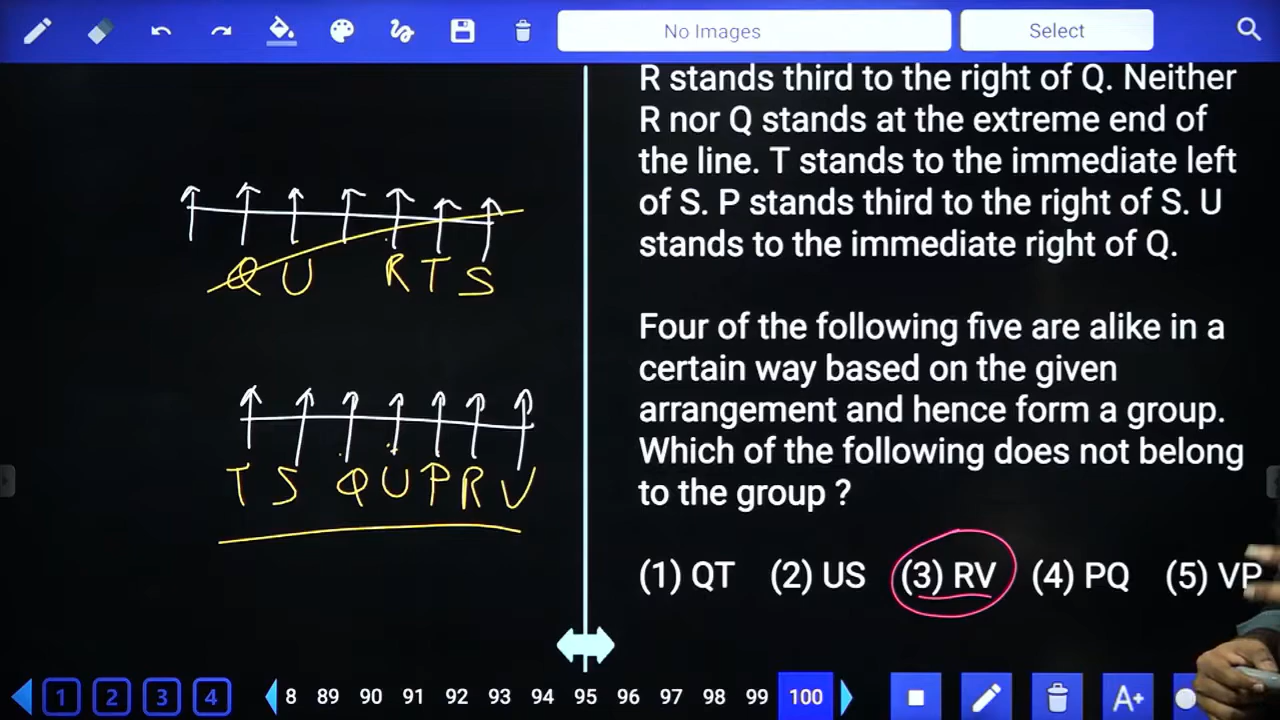 No Images
Select
R stands third to the right of Q. Neither
R nor Q stands at the extreme end of
the line. T stands to the immediate left
of S. P stands third to the right of S. U
stands to the immediate right of Q.
Q U R T S
Four of the following five are alike in a
certain way based on the given
arrangement and hence form a group.
Which of the following does not belong
to the group ?
T S Q U P R V
(1) QT (2) US (3) RV (4) PQ (5) VP
1 2 3 4 8 89 90 91 92 93 94 95 96 97 98 99 100 A+